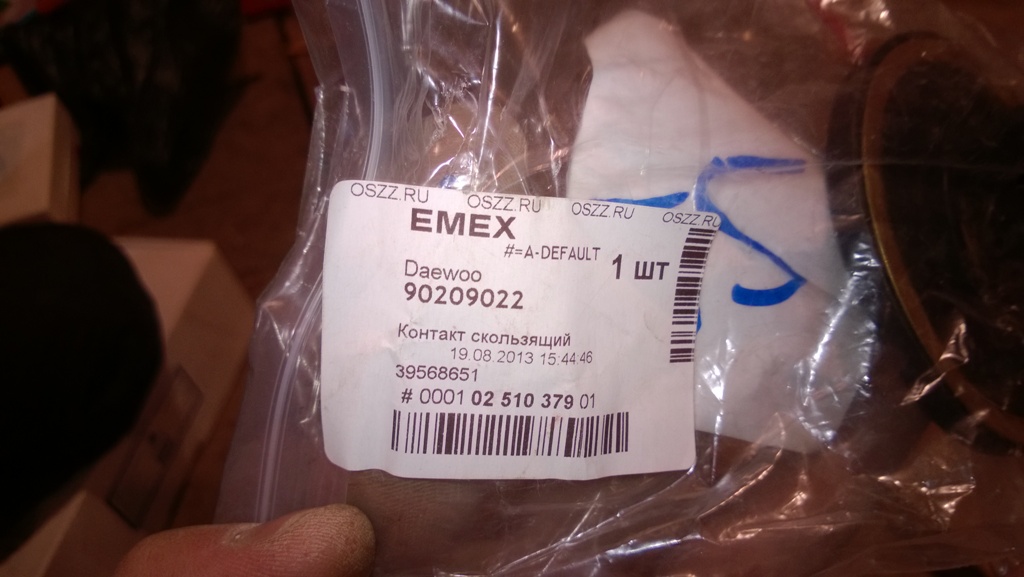 OSZZ.RU OSZZ.RU OSZZ.RU OSZZ.RU
EMEX
#=A-DEFAULT
1 шт
Daewoo
90209022
Контакт скользящий
19.08.2013 15:44:46
39568651
# 0001 02 510 379 01